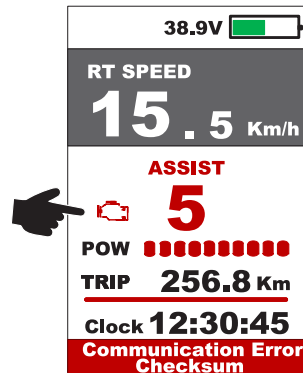 38.9V
RT SPEED
15.5 Km/h
ASSIST
5
POW
TRIP 256.8 Km
Clock 12:30:45
Communication Error
Checksum